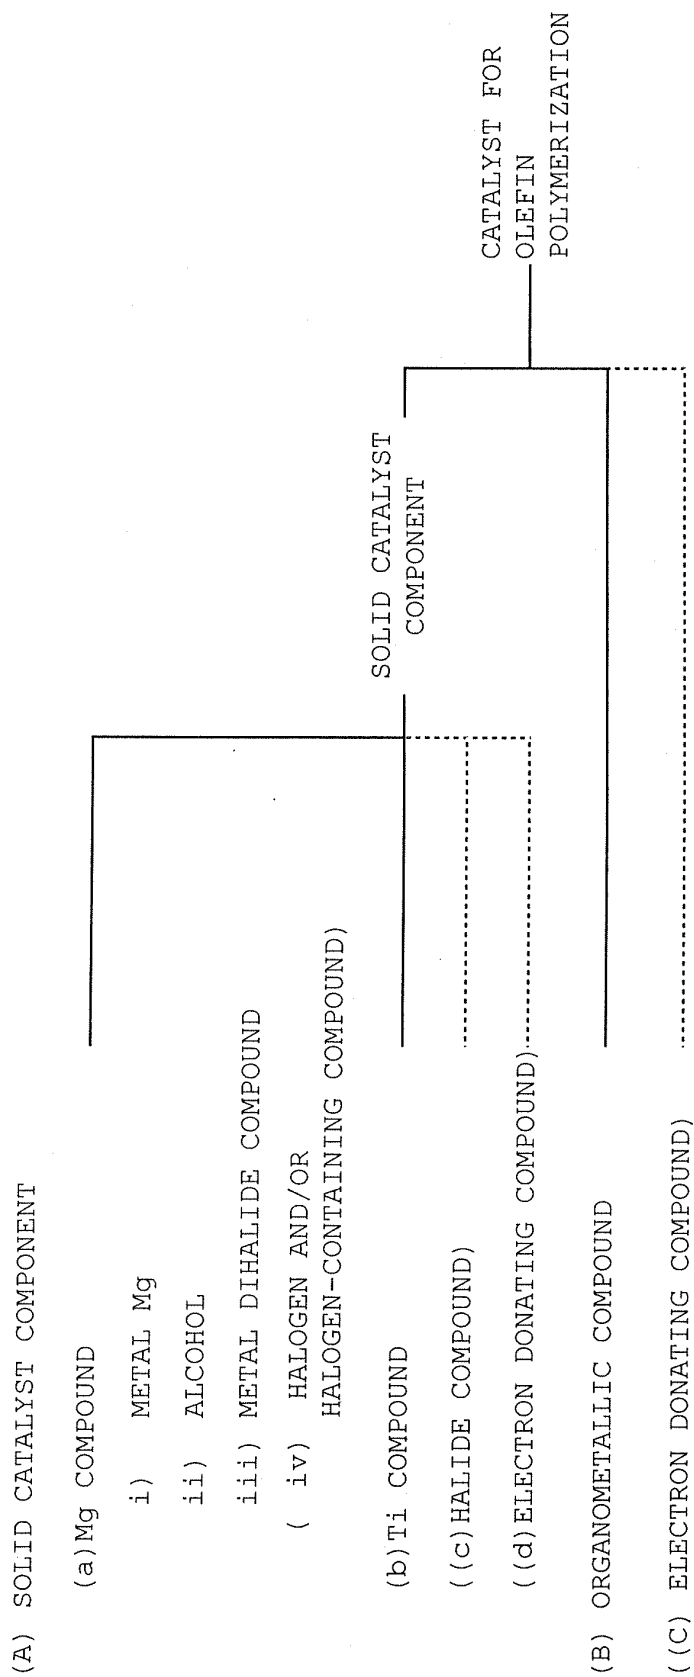 (A) SOLID CATALYST COMPONENT
(a)Mg COMPOUND
i) METAL Mg
ii) ALCOHOL
iii) METAL DIHALIDE COMPOUND
( iv) HALOGEN AND/OR
HALOGEN-CONTAINING COMPOUND)
(b)Ti COMPOUND
((c)HALIDE COMPOUND)
((d)ELECTRON DONATING COMPOUND)
(B) ORGANOMETALLIC COMPOUND
((C) ELECTRON DONATING COMPOUND)
SOLID CATALYST
COMPONENT
CATALYST FOR
OLEFIN
POLYMERIZATION